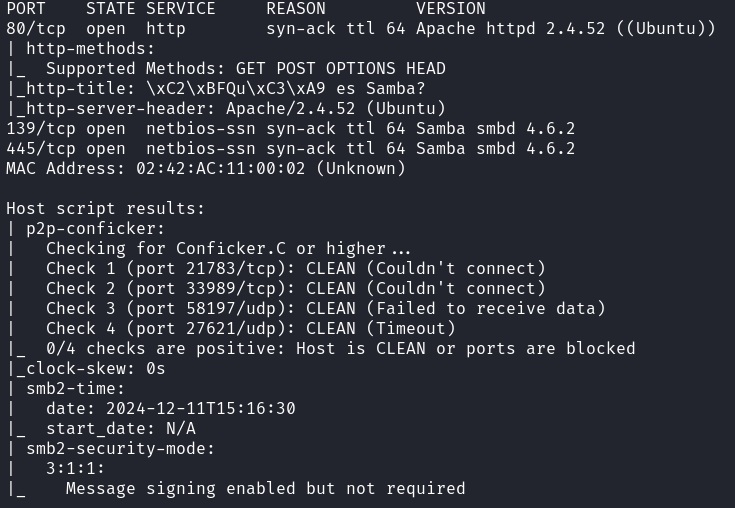 PORT    STATE SERVICE     REASON         VERSION
80/tcp  open  http        syn-ack ttl 64 Apache httpd 2.4.52 ((Ubuntu))
| http-methods:
|_  Supported Methods: GET POST OPTIONS HEAD
|_http-title: \xC2\xBFQu\xC3\xA9 es Samba?
|_http-server-header: Apache/2.4.52 (Ubuntu)
139/tcp open  netbios-ssn syn-ack ttl 64 Samba smbd 4.6.2
445/tcp open  netbios-ssn syn-ack ttl 64 Samba smbd 4.6.2
MAC Address: 02:42:AC:11:00:02 (Unknown)

Host script results:
| p2p-conficker:
|   Checking for Conficker.C or higher...
|   Check 1 (port 21783/tcp): CLEAN (Couldn't connect)
|   Check 2 (port 33989/tcp): CLEAN (Couldn't connect)
|   Check 3 (port 58197/udp): CLEAN (Failed to receive data)
|   Check 4 (port 27621/udp): CLEAN (Timeout)
|_  0/4 checks are positive: Host is CLEAN or ports are blocked
|_clock-skew: 0s
| smb2-time:
|   date: 2024-12-11T15:16:30
|_  start_date: N/A
| smb2-security-mode:
|   3:1:1:
|_    Message signing enabled but not required